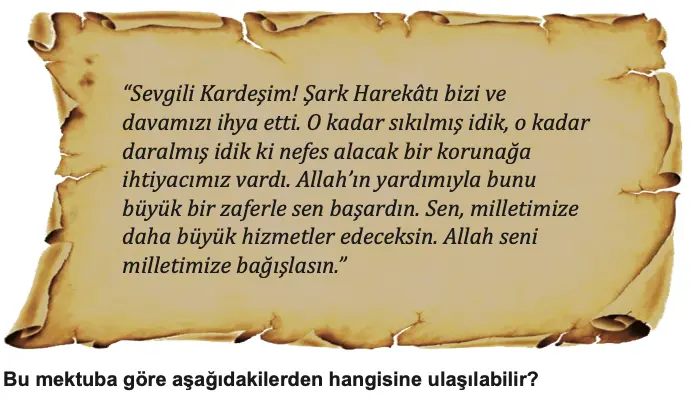 “Sevgili Kardeşim! Şark Harekâtı bizi ve
davamızı ihya etti. O kadar sıkılmış idik, o kadar
daralmış idik ki nefes alacak bir korunağa
ihtiyacımız vardı. Allah’ın yardımıyla bunu
büyük bir zaferle sen başardın. Sen, milletimize
daha büyük hizmetler edeceksin. Allah seni
milletimize bağışlasın.”
Bu mektuba göre aşağıdakilerden hangisine ulaşılabilir?